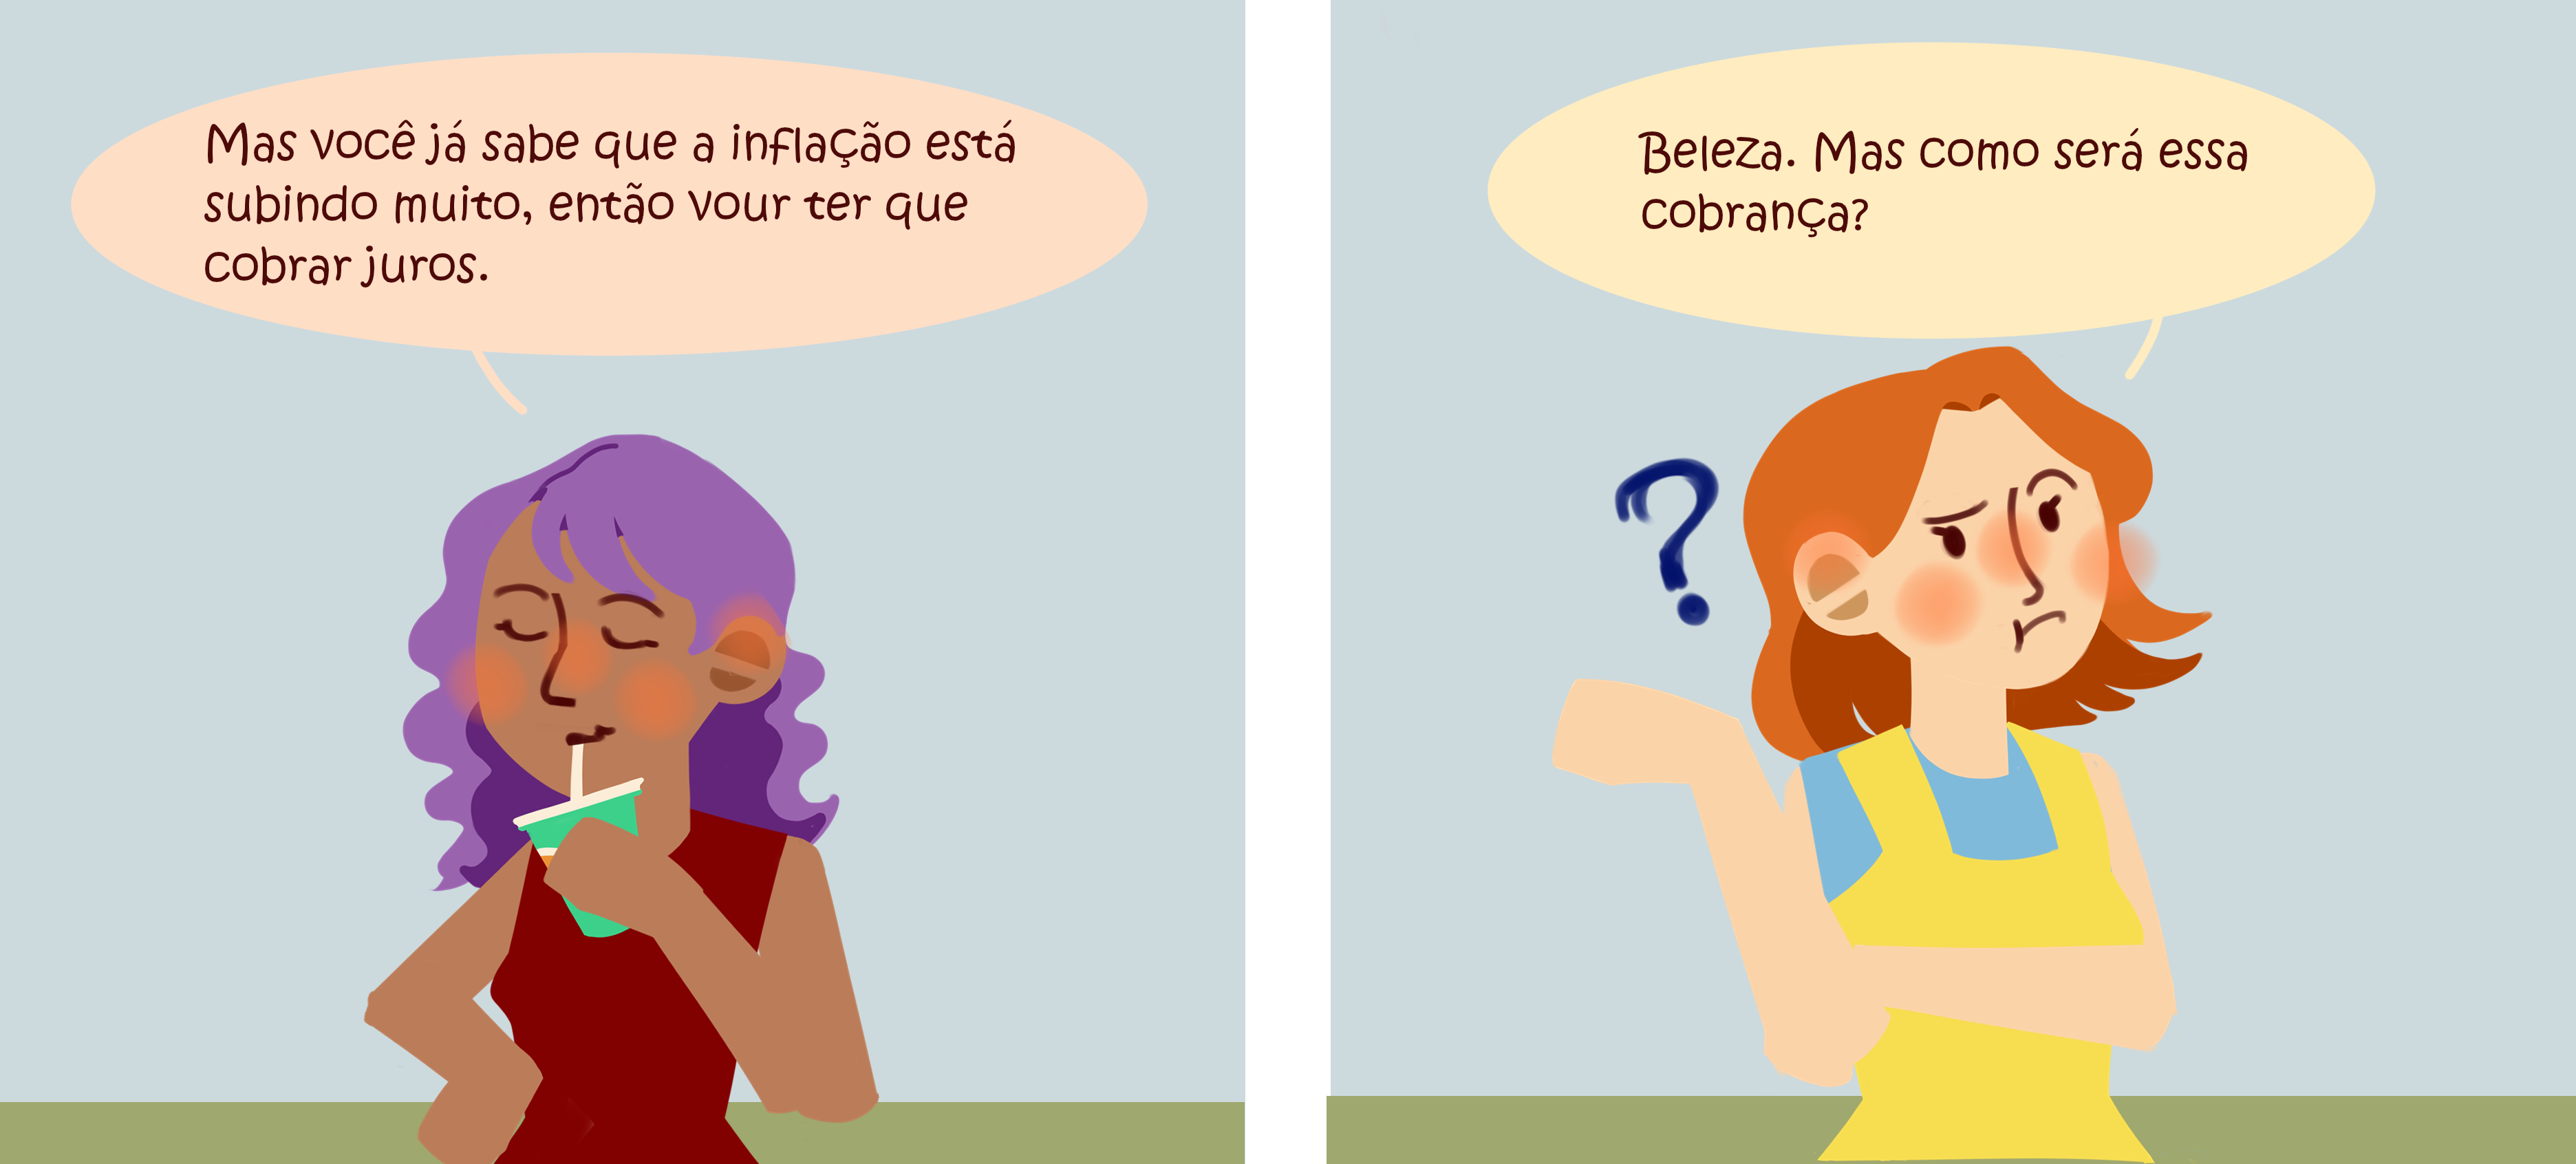 Mas você já sabe que a inflação está
subindo muito, então vour ter que
cobrar juros.
Beleza. Mas como será essa
cobrança?
?